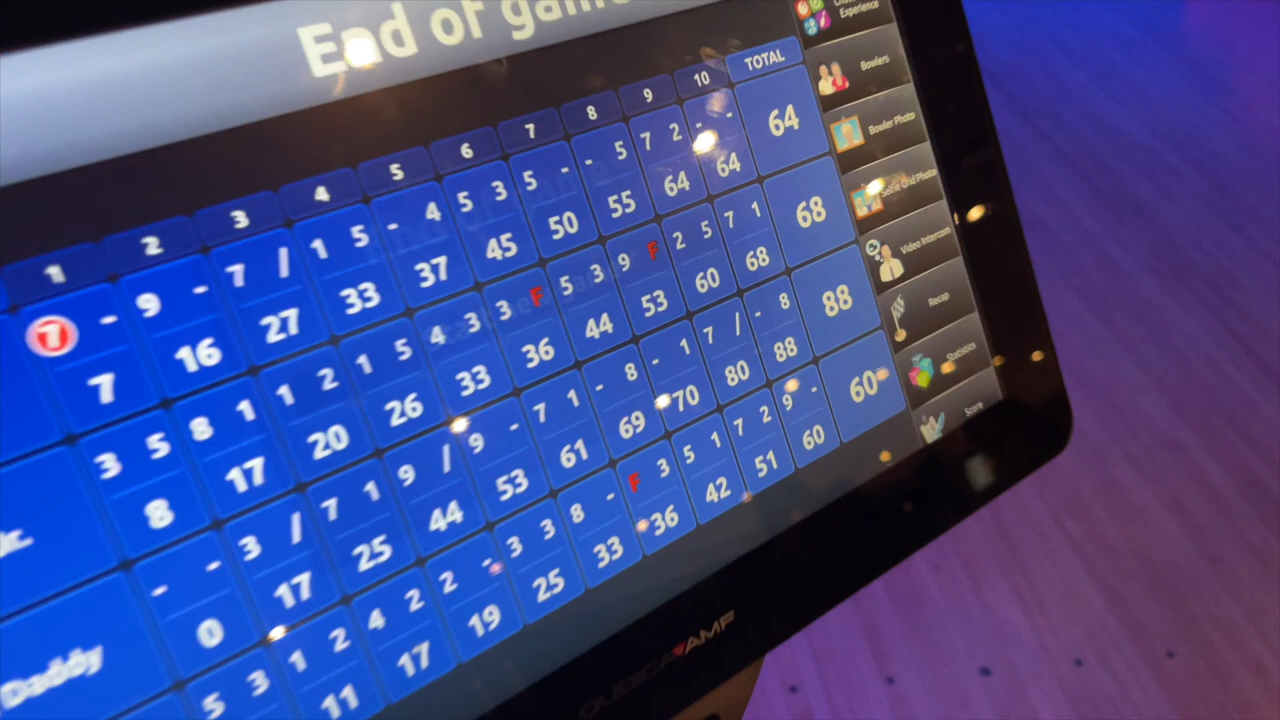 End of game
1 2 3 4 5 6 7 8 9 10 TOTAL
7 - 9 - 7 / 1 5 - 4 5 3 5 - - 5 7 2 - - 64
7 16 27 33 37 45 50 55 64 64
3 5 8 1 1 2 1 5 4 3 3 F 5 3 9 F 2 5 7 1 68
8 17 20 26 33 36 44 53 60 68
- - 3 / 7 1 9 / 9 - 7 1 - 8 - 1 7 / - 8 88
0 17 25 44 53 61 69 70 80 88
Daddy
5 3 1 2 4 2 2 - 3 3 8 - F 3 5 1 7 2 9 - 60
11 17 19 25 33 36 42 51 60
Experience
Bowlers
Bowler Photo
Selfie Grid Photo
Video Intercom
Recap
Statistics
Score
QUBICAAMF